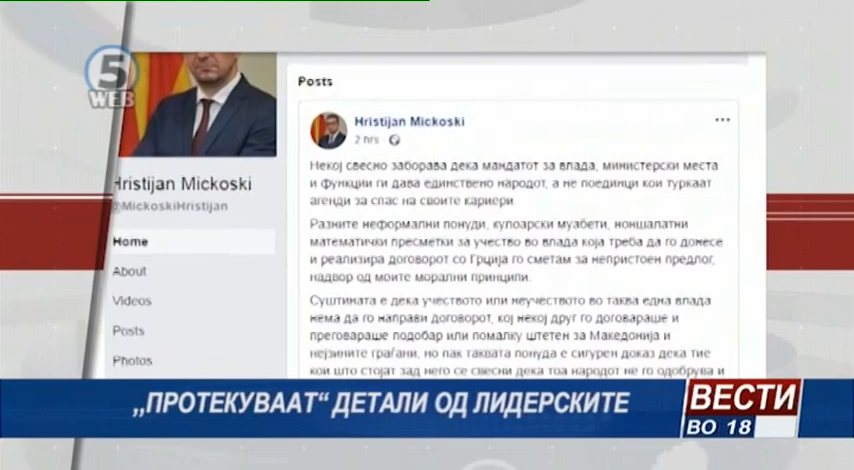 5
WEB
Posts
Hristijan Mickoski
2 hrs
Hristijan Mickoski
@MickoskiHristijan
Home
About
Videos
Posts
Photos
Некој свесно заборава дека мандатот за влада, министерски места
и функции ги дава единствено народот, а не поединци кои туркаат
агенди за спас на своите кариери.
Разните неформални понуди, кулоарски муабети, ноншалатни
математички пресметки за учество во влада која треба да го донесе
и реализира договорот со Грција го сметам за непристоен предлог,
надвор од моите морални принципи.
Суштината е дека учеството или неучеството во таква една влада
нема да го направи договорот, кој некој друг го договараше и
преговараше подобар или помалку штетен за Македонија и
нејзините граѓани, но пак таквата понуда е сигурен доказ дека тие
кои што стојат зад него се свесни дека тоа народот не го одобрува и
„ПРОТЕКУВААТ“ ДЕТАЛИ ОД ЛИДЕРСКИТЕ
ВЕСТИ
ВО 18